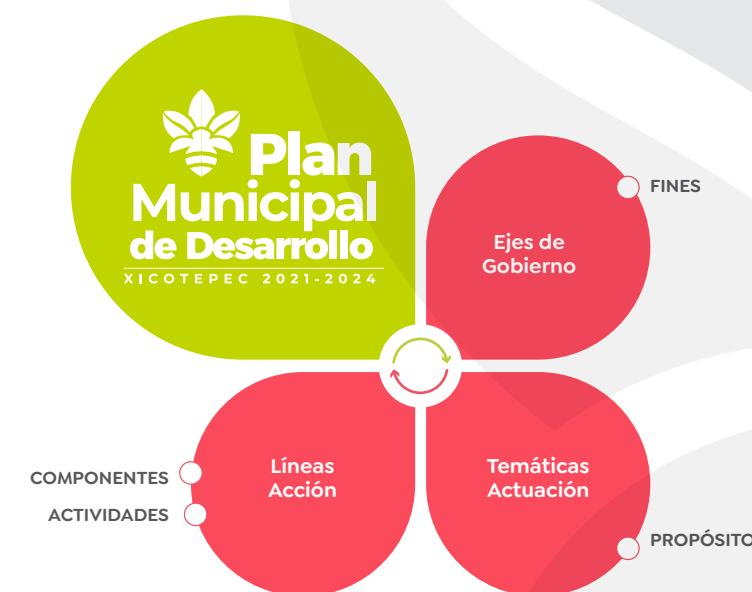 Plan
Municipal
de Desarrollo
XICOTEPEC 2021-2024
Ejes de
Gobierno
FINES
Líneas
Acción
COMPONENTES
ACTIVIDADES
Temáticas
Actuación
PROPÓSITO